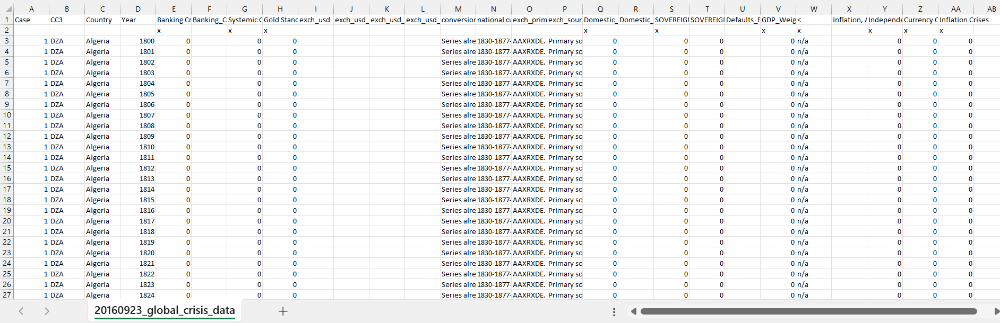 A B C D E F G H I J K L M N O P Q R S T U V W X Y Z AA AB
1 Case CC3 Country Year Banking Cr Banking_C Systemic C Gold Stanc exch_usd exch_usd_ exch_usd_ exch_usd_ conversion national cu exch_prim exch_sour Domestic_ Domestic_ SOVEREIGN SOVEREIGN Defaults_E GDP_Weig < Inflation, A Independe Currency C Inflation Crises
2 x x x x x x x x x x
3 1 DZA Algeria 1800 0 0 0 Series alre 1830-1877- AAXRXDE. Primary so 0 0 0 0 n/a 0 0 0
4 1 DZA Algeria 1801 0 0 0 Series alre 1830-1877- AAXRXDE. Primary so 0 0 0 0 n/a 0 0 0
5 1 DZA Algeria 1802 0 0 0 Series alre 1830-1877- AAXRXDE. Primary so 0 0 0 0 n/a 0 0 0
6 1 DZA Algeria 1803 0 0 0 Series alre 1830-1877- AAXRXDE. Primary so 0 0 0 0 n/a 0 0 0
7 1 DZA Algeria 1804 0 0 0 Series alre 1830-1877- AAXRXDE. Primary so 0 0 0 0 n/a 0 0 0
8 1 DZA Algeria 1805 0 0 0 Series alre 1830-1877- AAXRXDE. Primary so 0 0 0 0 n/a 0 0 0
9 1 DZA Algeria 1806 0 0 0 Series alre 1830-1877- AAXRXDE. Primary so 0 0 0 0 n/a 0 0 0
10 1 DZA Algeria 1807 0 0 0 Series alre 1830-1877- AAXRXDE. Primary so 0 0 0 0 n/a 0 0 0
11 1 DZA Algeria 1808 0 0 0 Series alre 1830-1877- AAXRXDE. Primary so 0 0 0 0 n/a 0 0 0
12 1 DZA Algeria 1809 0 0 0 Series alre 1830-1877- AAXRXDE. Primary so 0 0 0 0 n/a 0 0 0
13 1 DZA Algeria 1810 0 0 0 Series alre 1830-1877- AAXRXDE. Primary so 0 0 0 0 n/a 0 0 0
14 1 DZA Algeria 1811 0 0 0 Series alre 1830-1877- AAXRXDE. Primary so 0 0 0 0 n/a 0 0 0
15 1 DZA Algeria 1812 0 0 0 Series alre 1830-1877- AAXRXDE. Primary so 0 0 0 0 n/a 0 0 0
16 1 DZA Algeria 1813 0 0 0 Series alre 1830-1877- AAXRXDE. Primary so 0 0 0 0 n/a 0 0 0
17 1 DZA Algeria 1814 0 0 0 Series alre 1830-1877- AAXRXDE. Primary so 0 0 0 0 n/a 0 0 0
18 1 DZA Algeria 1815 0 0 0 Series alre 1830-1877- AAXRXDE. Primary so 0 0 0 0 n/a 0 0 0
19 1 DZA Algeria 1816 0 0 0 Series alre 1830-1877- AAXRXDE. Primary so 0 0 0 0 n/a 0 0 0
20 1 DZA Algeria 1817 0 0 0 Series alre 1830-1877- AAXRXDE. Primary so 0 0 0 0 n/a 0 0 0
21 1 DZA Algeria 1818 0 0 0 Series alre 1830-1877- AAXRXDE. Primary so 0 0 0 0 n/a 0 0 0
22 1 DZA Algeria 1819 0 0 0 Series alre 1830-1877- AAXRXDE. Primary so 0 0 0 0 n/a 0 0 0
23 1 DZA Algeria 1820 0 0 0 Series alre 1830-1877- AAXRXDE. Primary so 0 0 0 0 n/a 0 0 0
24 1 DZA Algeria 1821 0 0 0 Series alre 1830-1877- AAXRXDE. Primary so 0 0 0 0 n/a 0 0 0
25 1 DZA Algeria 1822 0 0 0 Series alre 1830-1877- AAXRXDE. Primary so 0 0 0 0 n/a 0 0 0
26 1 DZA Algeria 1823 0 0 0 Series alre 1830-1877- AAXRXDE. Primary so 0 0 0 0 n/a 0 0 0
27 1 DZA Algeria 1824 0 0 0 Series alre 1830-1877- AAXRXDE. Primary so 0 0 0 0 n/a 0 0 0
20160923_global_crisis_data